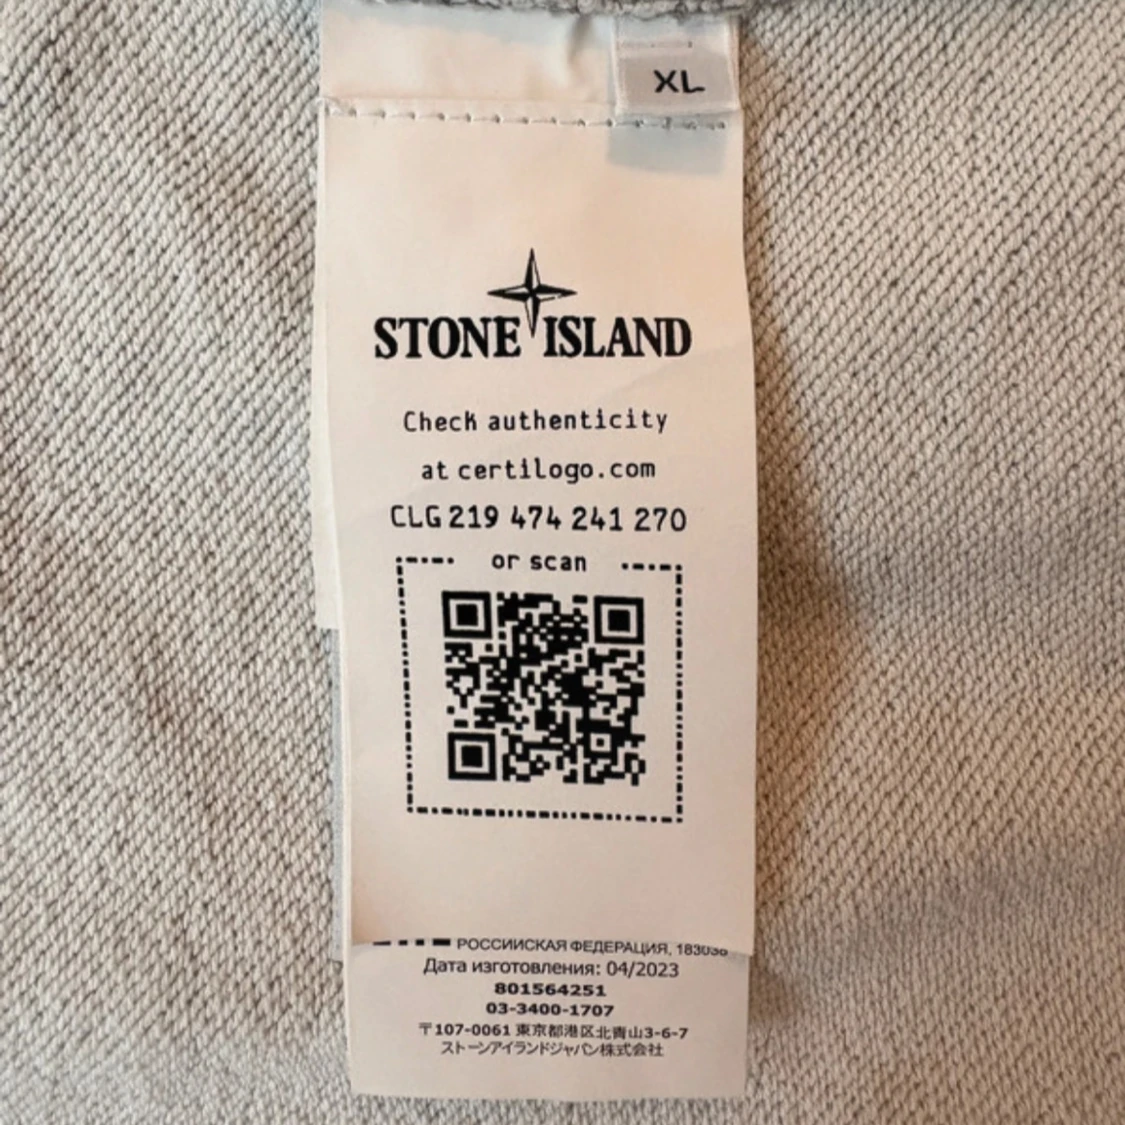 XL
STONE ISLAND
Check authenticity
at certilogo.com
CLG 219 474 241 270
or scan
РОССИЙСКАЯ ФЕДЕРАЦИЯ, 183038
Дата изготовления: 04/2023
801564251
03-3400-1707
〒107-0061 東京都港区北青山3-6-7
ストーンアイランドジャパン株式会社